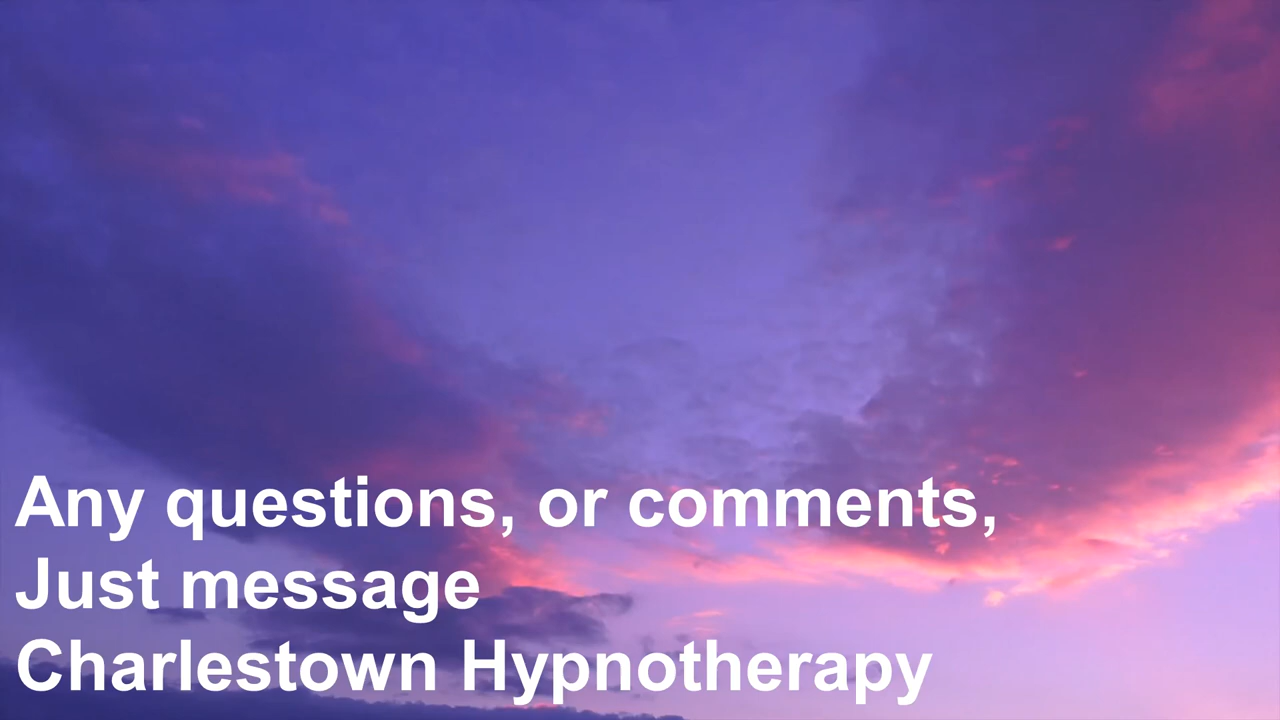 Any questions, or comments,
Just message
Charlestown Hypnotherapy